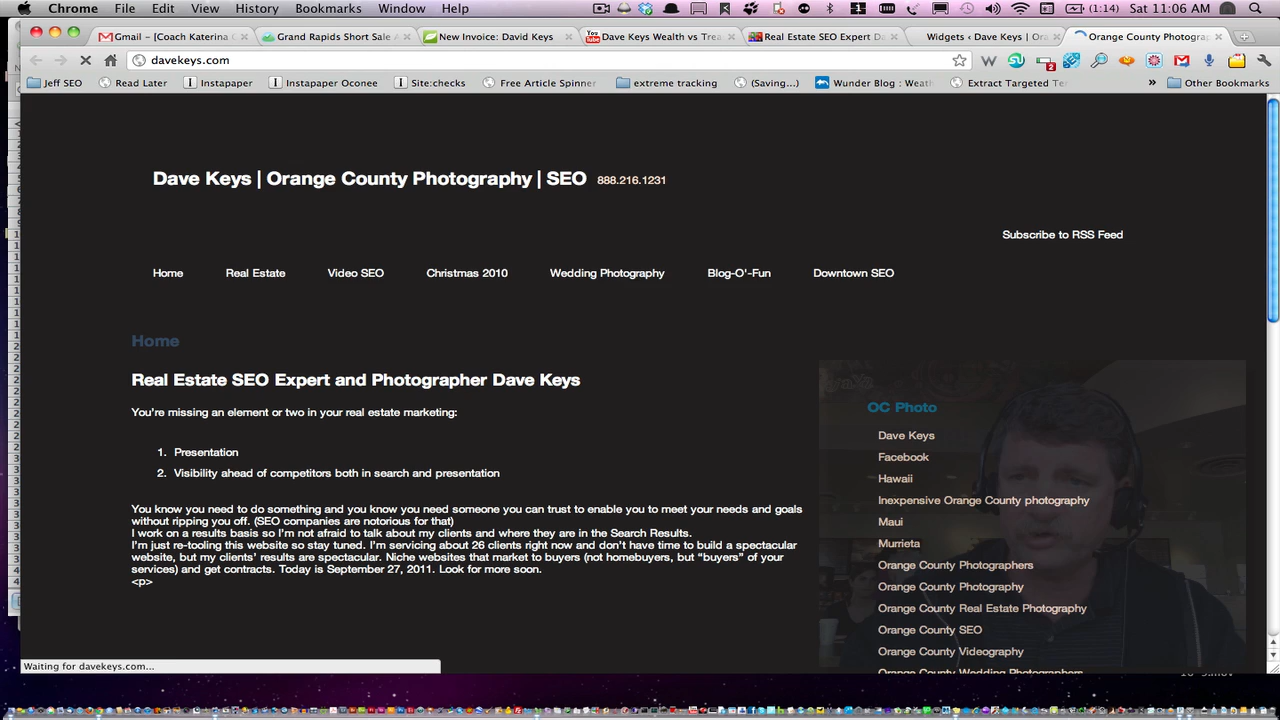 Chrome File Edit View History Bookmarks Window Help (1:14) Sat 11:06 AM
Gmail – [Coach Katerina Grand Rapids Short Sale New Invoice: David Keys Dave Keys Wealth vs Trea Real Estate SEO Expert D Widgets ‹ Dave Keys | Ora Orange County Photograp
davekeys.com
Jeff SEO Read Later Instapaper Instapaper Oconee Site:checks Free Article Spinner extreme tracking (Saving...) Wunder Blog : Weath Extract Targeted Te » Other Bookmarks
Dave Keys | Orange County Photography | SEO 888.216.1231
Subscribe to RSS Feed
Home Real Estate Video SEO Christmas 2010 Wedding Photography Blog-O'-Fun Downtown SEO
Home
Real Estate SEO Expert and Photographer Dave Keys
You're missing an element or two in your real estate marketing:
1. Presentation
2. Visibility ahead of competitors both in search and presentation
You know you need to do something and you know you need someone you can trust to enable you to meet your needs and goals
without ripping you off. (SEO companies are notorious for that)
I work on a results basis so I'm not afraid to talk about my clients and where they are in the Search Results.
I'm just re-tooling this website so stay tuned. I'm servicing about 26 clients right now and don't have time to build a spectacular
website, but my clients' results are spectacular. Niche websites that market to buyers (not homebuyers, but "buyers" of your
services) and get contracts. Today is September 27, 2011. Look for more soon.
<p>
OC Photo
Dave Keys
Facebook
Hawaii
Inexpensive Orange County photography
Maui
Murrieta
Orange County Photographers
Orange County Photography
Orange County Real Estate Photography
Orange County SEO
Orange County Videography
Orange County Wedding Photographers
Waiting for davekeys.com...